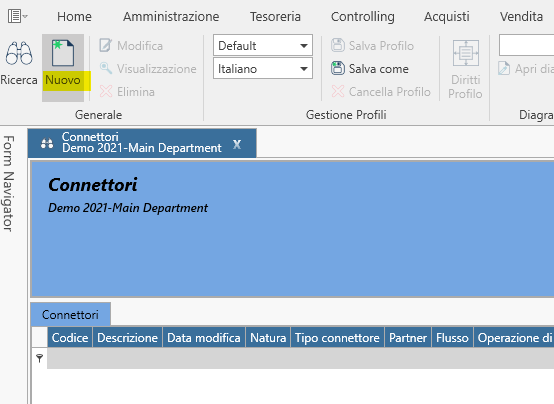 Home Amministrazione Tesoreria Controlling Acquisti Vendita
Ricerca
Nuovo
Modifica
Visualizzazione
Elimina
Generale
Default
Italiano
Salva Profilo
Salva come
Cancella Profilo
Diritti
Profilo
Gestione Profili
Apri dia
Diagra
Form Navigator
Connettori
Demo 2021-Main Department X
Connettori
Demo 2021-Main Department
Connettori
Codice Descrizione Data modifica Natura Tipo connettore Partner Flusso Operazione di